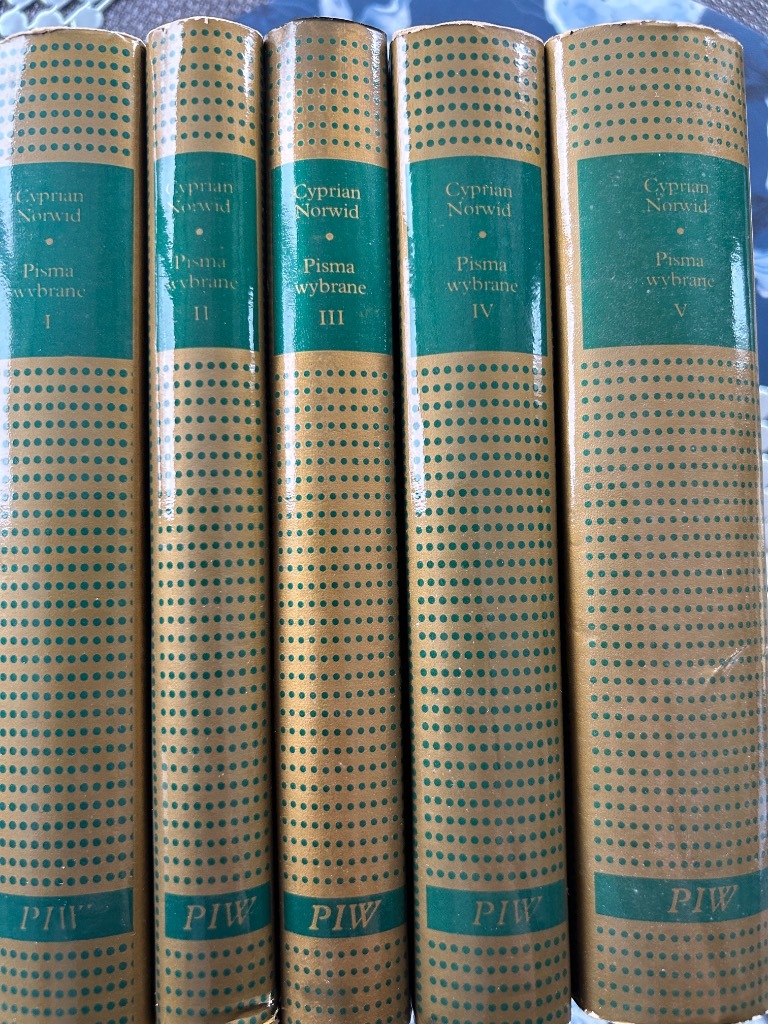 Cyprian
Norwid
•
Pisma
wybrane
I
PIW
Cyprian
Norwid
•
Pisma
wybrane
II
PIW
Cyprian
Norwid
•
Pisma
wybrane
III
PIW
Cyprian
Norwid
•
Pisma
wybrane
IV
PIW
Cyprian
Norwid
•
Pisma
wybrane
V
PIW